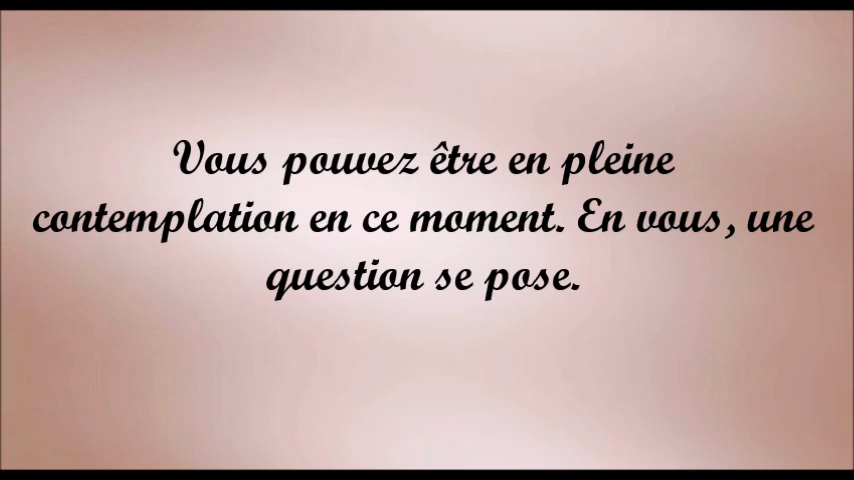 Vous pouvez être en pleine
contemplation en ce moment. En vous, une
question se pose.